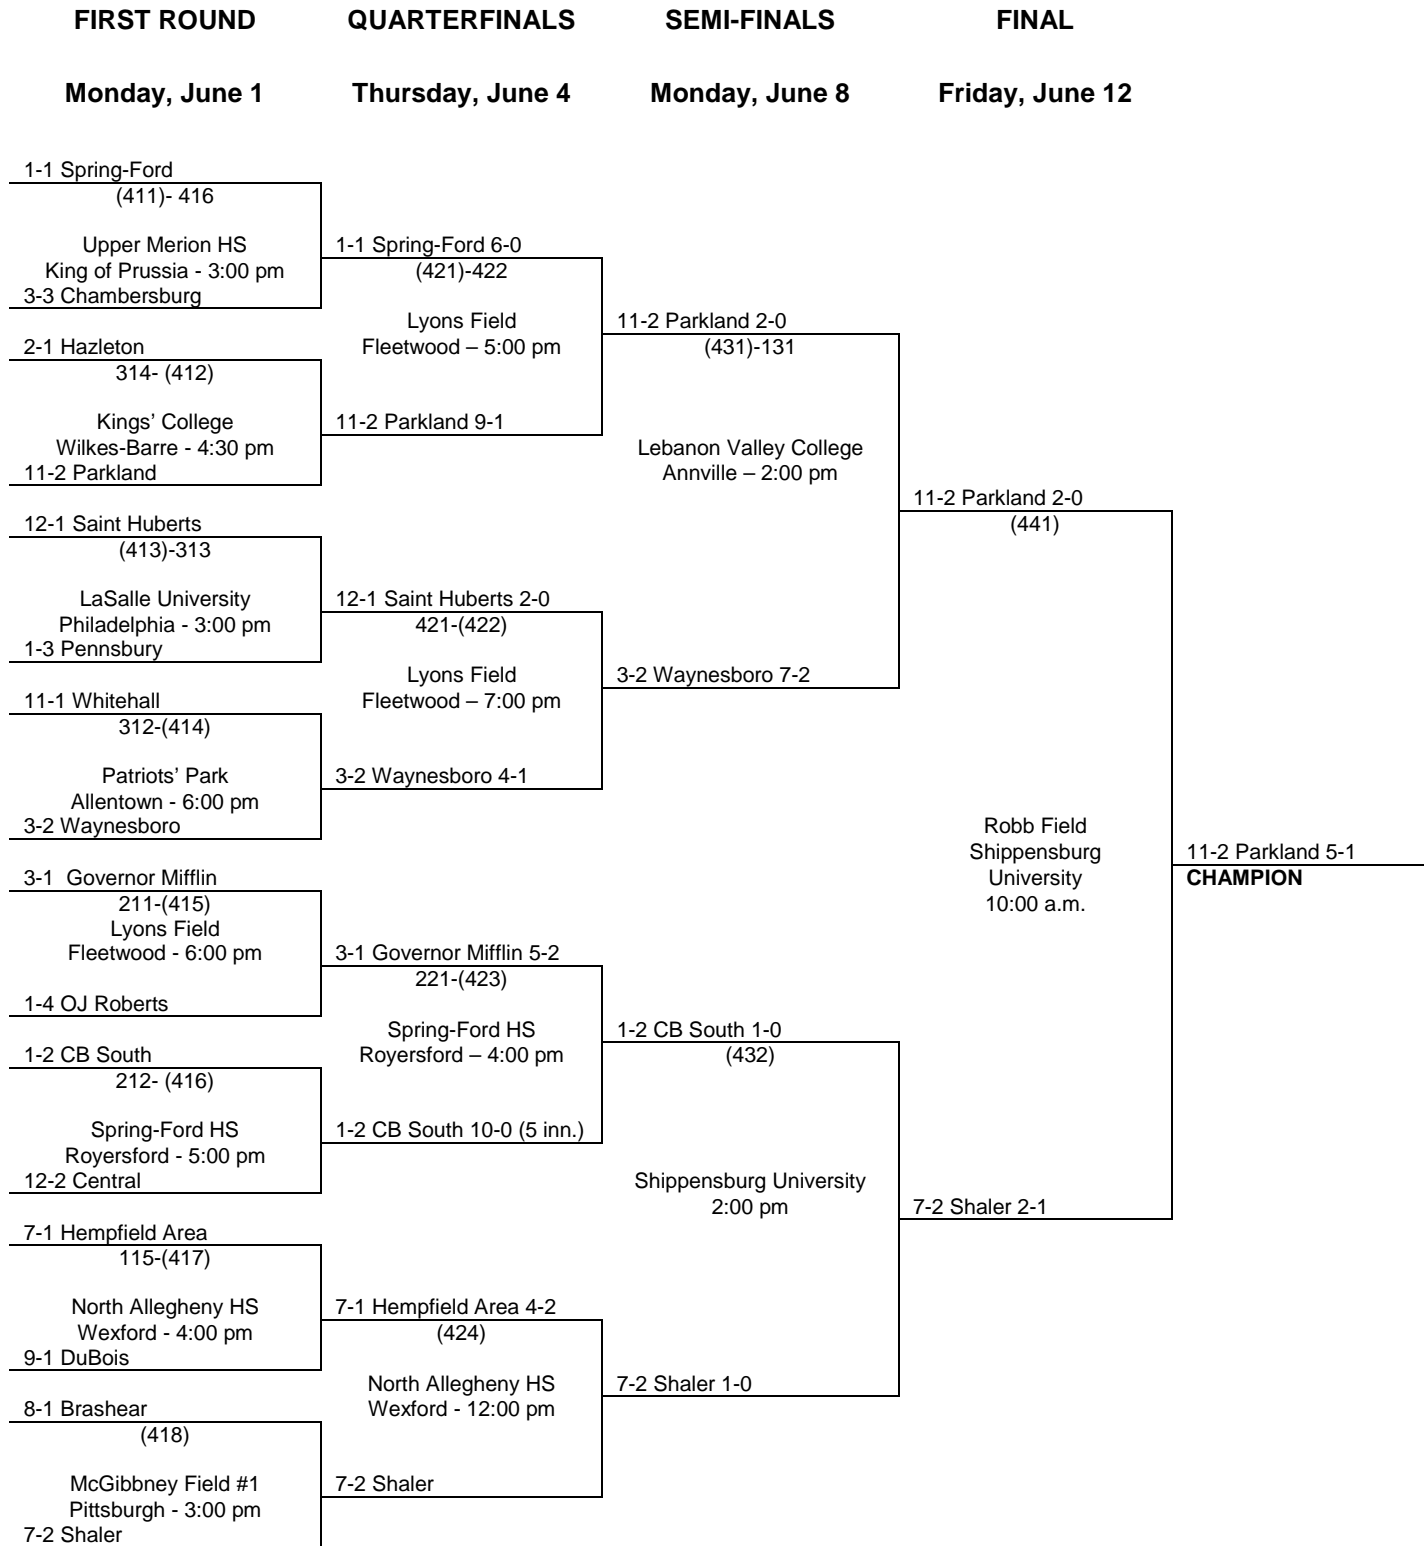 FIRST ROUND
Monday, June 1
QUARTERFINALS
Thursday, June 4
SEMI-FINALS
Monday, June 8
FINAL
Friday, June 12
1-1 Spring-Ford
(411)- 416
Upper Merion HS
King of Prussia - 3:00 pm
3-3 Chambersburg
2-1 Hazleton
314- (412)
Kings’ College
Wilkes-Barre - 4:30 pm
11-2 Parkland
12-1 Saint Huberts
(413)-313
LaSalle University
Philadelphia - 3:00 pm
1-3 Pennsbury
11-1 Whitehall
312-(414)
Patriots’ Park
Allentown - 6:00 pm
3-2 Waynesboro
3-1  Governor Mifflin
211-(415)
Lyons Field
Fleetwood - 6:00 pm
1-4 OJ Roberts
1-2 CB South
212- (416)
Spring-Ford HS
Royersford - 5:00 pm
12-2 Central
7-1 Hempfield Area
115-(417)
North Allegheny HS
Wexford - 4:00 pm
9-1 DuBois
8-1 Brashear
(418)
McGibbney Field #1
Pittsburgh - 3:00 pm
7-2 Shaler
1-1 Spring-Ford 6-0
(421)-422
Lyons Field
Fleetwood – 5:00 pm
11-2 Parkland 9-1
12-1 Saint Huberts 2-0
421-(422)
Lyons Field
Fleetwood – 7:00 pm
3-2 Waynesboro 4-1
3-1 Governor Mifflin 5-2
221-(423)
Spring-Ford HS
Royersford – 4:00 pm
1-2 CB South 10-0 (5 inn.)
7-1 Hempfield Area 4-2
(424)
North Allegheny HS
Wexford - 12:00 pm
7-2 Shaler
11-2 Parkland 2-0
(431)-131
Lebanon Valley College
Annville – 2:00 pm
3-2 Waynesboro 7-2
1-2 CB South 1-0
(432)
Shippensburg University
2:00 pm
7-2 Shaler 1-0
11-2 Parkland 2-0
(441)
Robb Field
Shippensburg
University
10:00 a.m.
7-2 Shaler 2-1
11-2 Parkland 5-1
CHAMPION